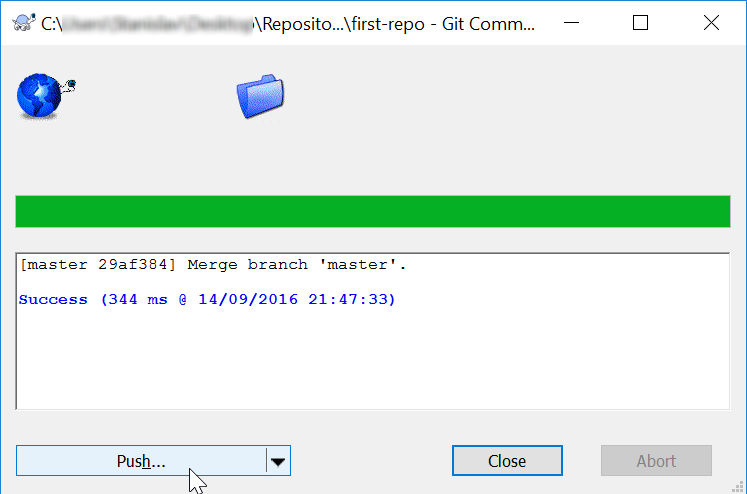 C:\ \Reposito...\first-repo - Git Comm...
[master 29af384] Merge branch 'master'.
Success (344 ms @ 14/09/2016 21:47:33)
Push...
Close
Abort